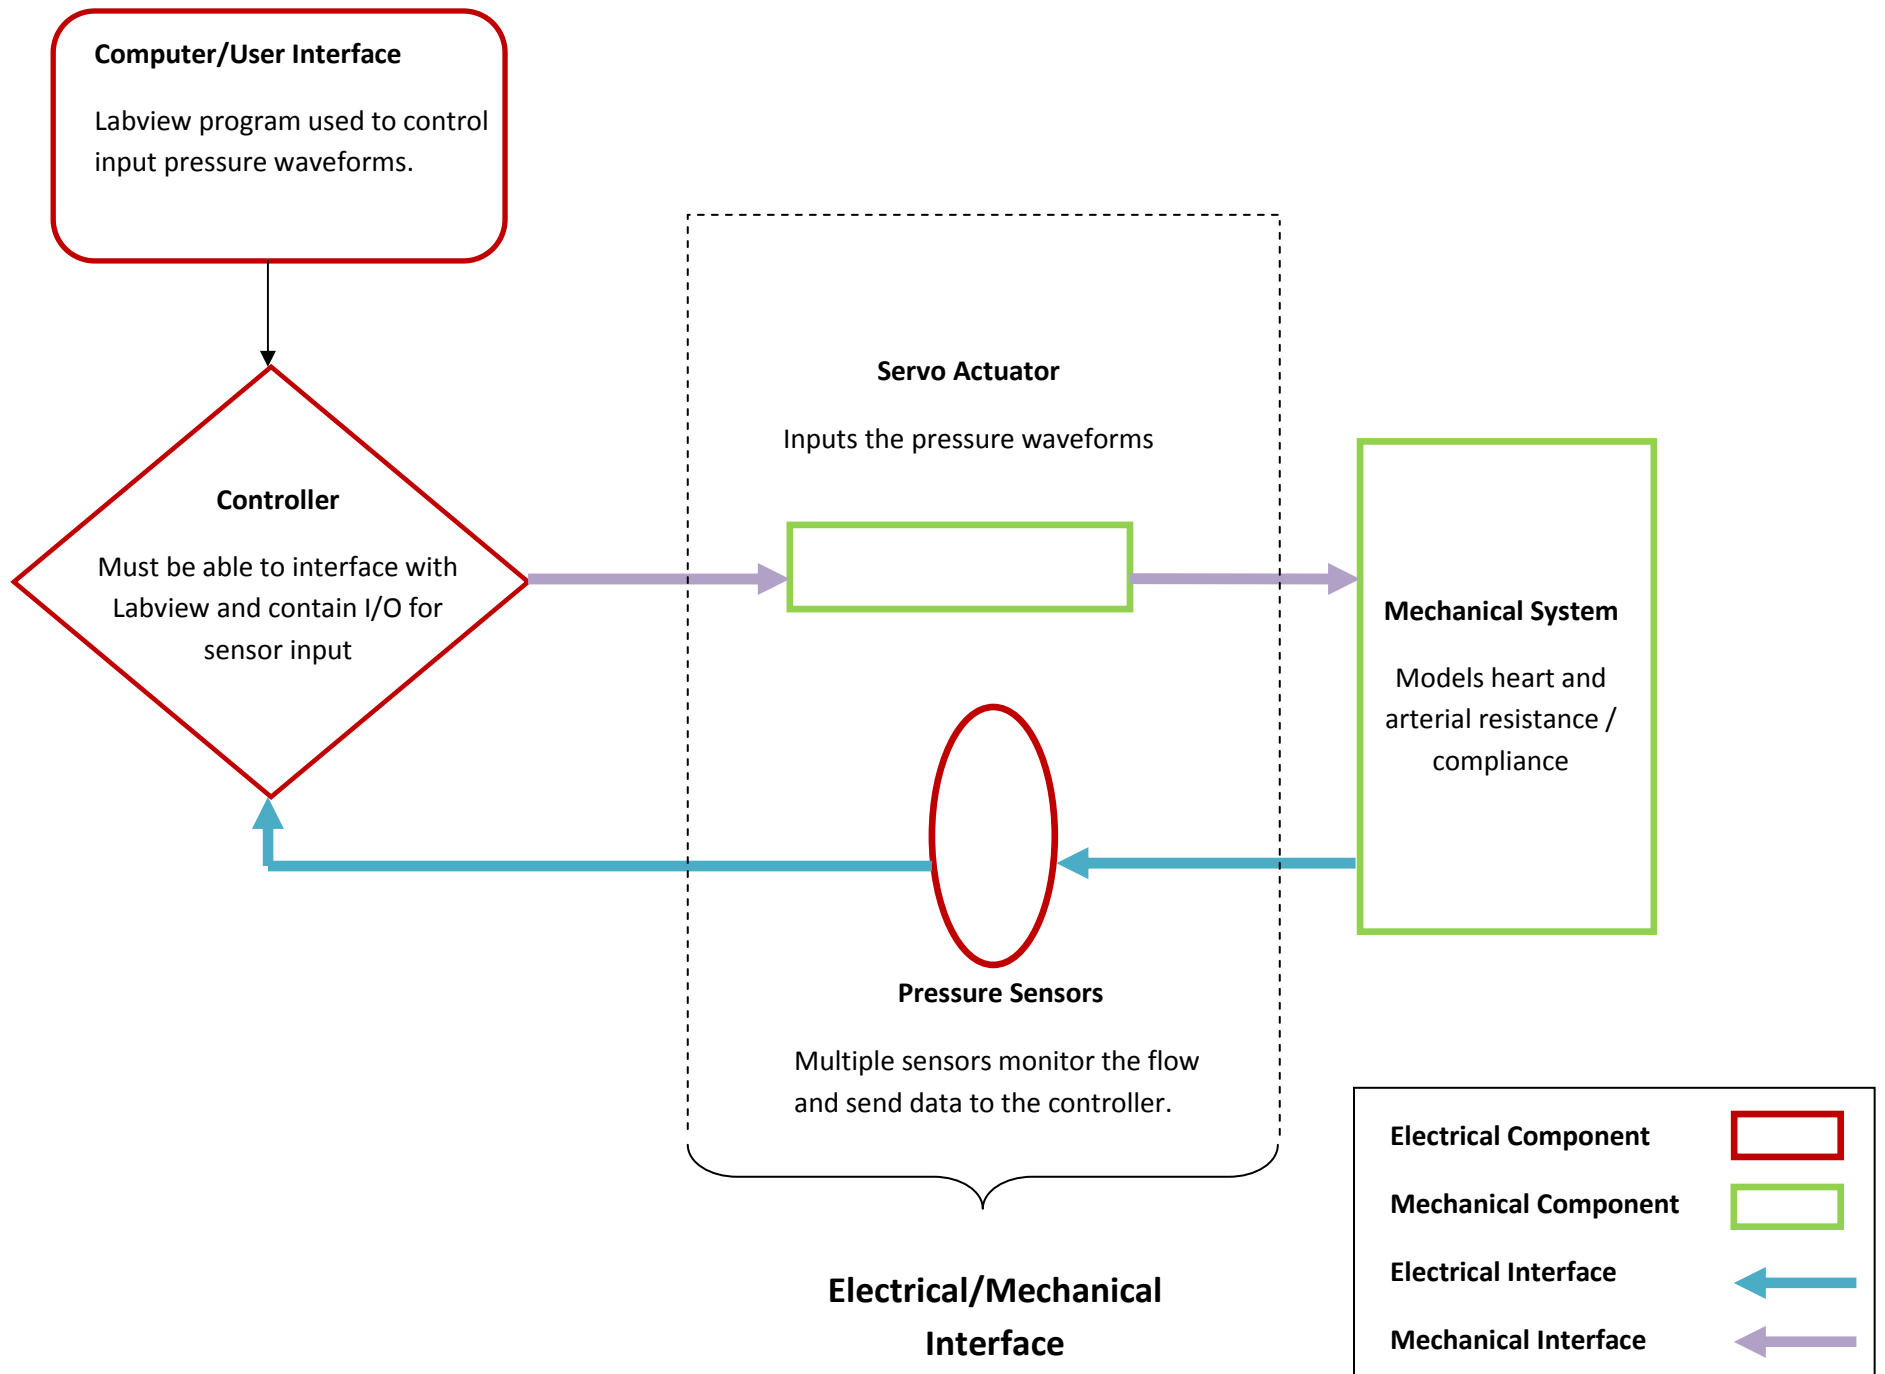 Computer/User Interface
Labview program used to control
input pressure waveforms.
Servo Actuator
Inputs the pressure waveforms
Controller
Must be able to interface with
Labview and contain I/O for
sensor input
Mechanical System
Models heart and
arterial resistance /
compliance
Pressure Sensors
Multiple sensors monitor the flow
and send data to the controller.
Electrical/Mechanical
Interface
Electrical Component
Mechanical Component
Electrical Interface
Mechanical Interface